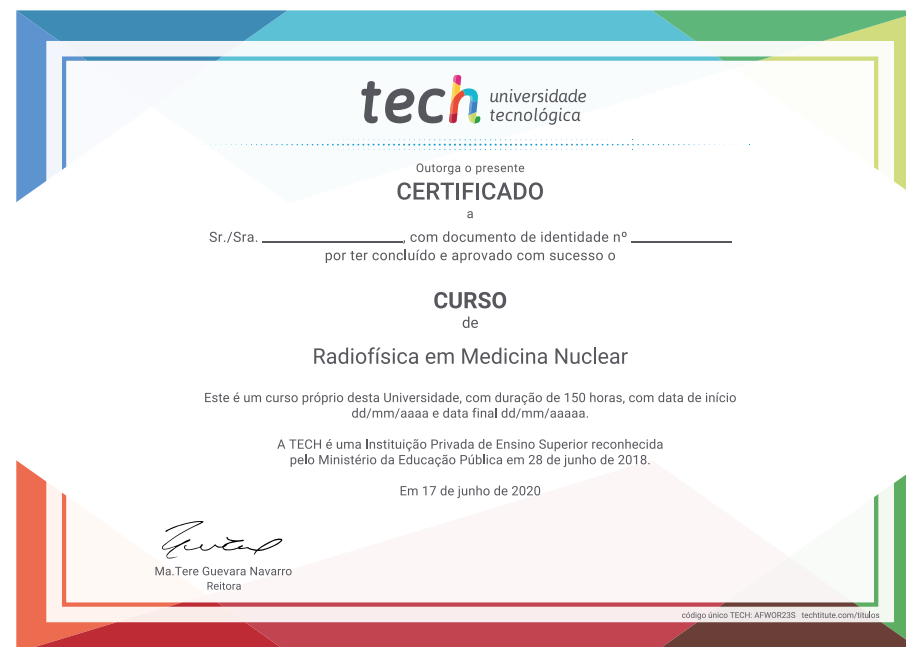 tech universidade
tecnológica
Outorga o presente
CERTIFICADO
a
Sr./Sra. ____________, com documento de identidade nº ____________
por ter concluído e aprovado com sucesso o
CURSO
de
Radiofísica em Medicina Nuclear
Este é um curso próprio desta Universidade, com duração de 150 horas, com data de início
dd/mm/aaaa e data final dd/mm/aaaaa.
A TECH é uma Instituição Privada de Ensino Superior reconhecida
pelo Ministério da Educação Pública em 28 de junho de 2018.
Em 17 de junho de 2020
Ma.Tere Guevara Navarro
Reitora
código único TECH: AFWOR23S techtitute.com/titulos